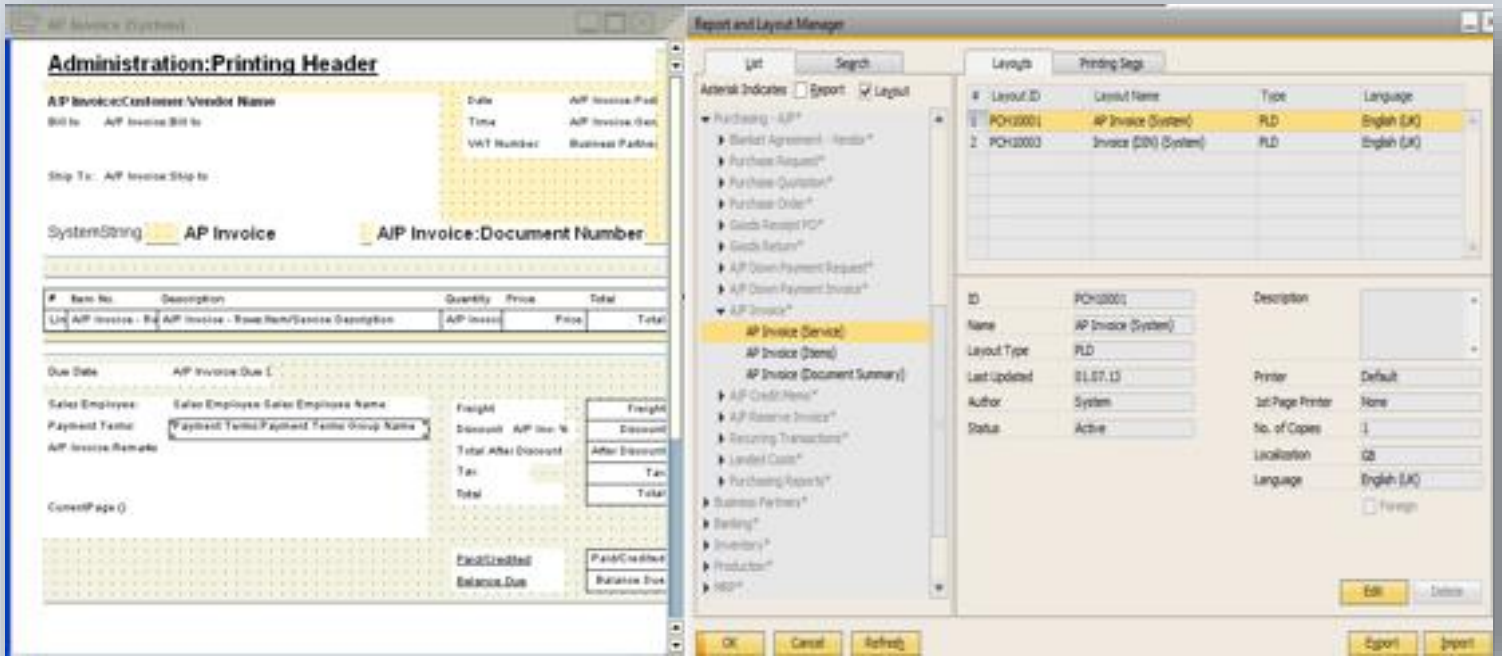 AP Invoice (System)
Administration:Printing Header
A/P Invoice:Customer/Vendor Name
Bill to A/P Invoice:Bill to
Date
Time
VAT Number Business Partner
Ship To: A/P Invoice:Ship to
SystemString AP Invoice A/P Invoice:Document Number
# Item No. Description Quantity Price Total
A/P Invoice - Rows:Item/Service Description Price Total
Due Date A/P Invoice:Due
Sales Employee: Sales Employee:Sales Employee Name
Payment Terms: Payment Terms:Payment Terms Group Name
A/P Invoice:Remarks
CurrentPage ()
Freight Freight
Discount % Discount
Total After Discount After Discount
Tax Tax
Total Total
Paid/Credited Paid/Credited
Balance Due Balance Due
Report and Layout Manager
List Search
Asterisk Indicates Report Layout
Purchasing - A/P*
Blanket Agreement - Vendor*
Purchase Request*
Purchase Quotation*
Purchase Order*
Goods Receipt PO*
Goods Return*
A/P Down Payment Request*
A/P Down Payment Invoice*
A/P Invoice*
AP Invoice (Service)
AP Invoice (Items)
AP Invoice (Document Summary)
A/P Credit Memo*
A/P Reserve Invoice*
Recurring Transactions*
Landed Costs*
Purchasing Reports*
Business Partners*
Banking*
Inventory*
Production*
MRP*
OK Cancel Refresh
Layouts Printing Seqs
# Layout ID Layout Name Type Language
1 PCH10001 AP Invoice (System) PLD English (UK)
2 PCH10003 Invoice (DIN) (System) PLD English (UK)
ID PCH10001 Description
Name AP Invoice (System)
Layout Type PLD
Last Updated 01.07.13 Printer Default
Author System 1st Page Printer None
Status Active No. of Copies 1
Localization GB
Language English (UK)
Foreign
Edit Delete
Export Import